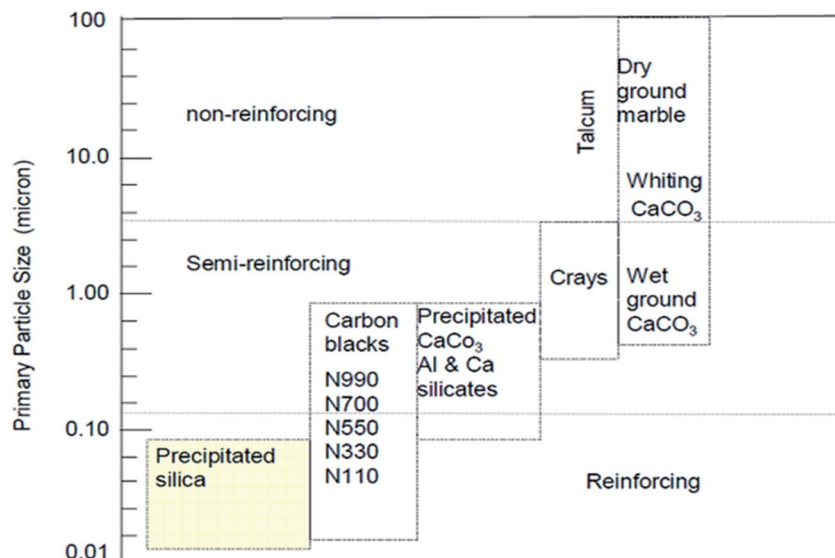 100
10.0
1.00
0.10
0.01
Primary Particle Size (micron)
non-reinforcing
Semi-reinforcing
Reinforcing
Precipitated
silica
Carbon
blacks
N990
N700
N550
N330
N110
Precipitated
CaCo₃
Al & Ca
silicates
Crays
Talcum
Dry
ground
marble
Whiting
CaCO₃
Wet
ground
CaCO₃